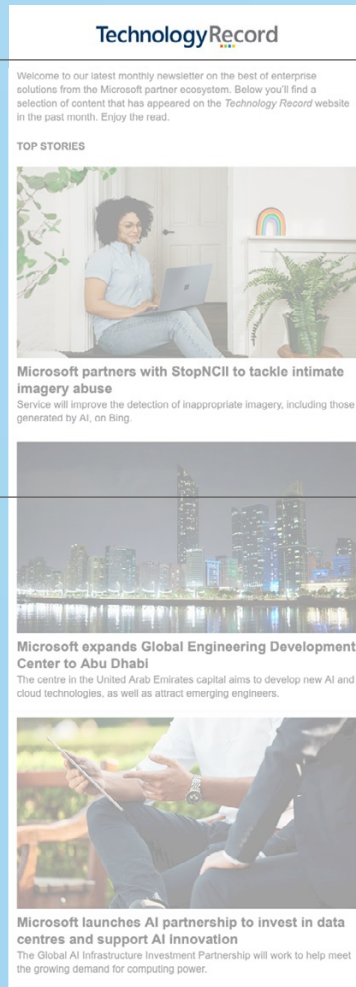 TechnologyRecord
Welcome to our latest monthly newsletter on the best of enterprise
solutions from the Microsoft partner ecosystem. Below you'll find a
selection of content that has appeared on the Technology Record website
in the past month. Enjoy the read.
TOP STORIES
Microsoft partners with StopNCII to tackle intimate
imagery abuse
Service will improve the detection of inappropriate imagery, including those
generated by AI, on Bing.
Microsoft expands Global Engineering Development
Center to Abu Dhabi
The centre in the United Arab Emirates capital aims to develop new AI and
cloud technologies, as well as attract emerging engineers.
Microsoft launches AI partnership to invest in data
centres and support AI innovation
The Global AI Infrastructure Investment Partnership will work to help meet
the growing demand for computing power.